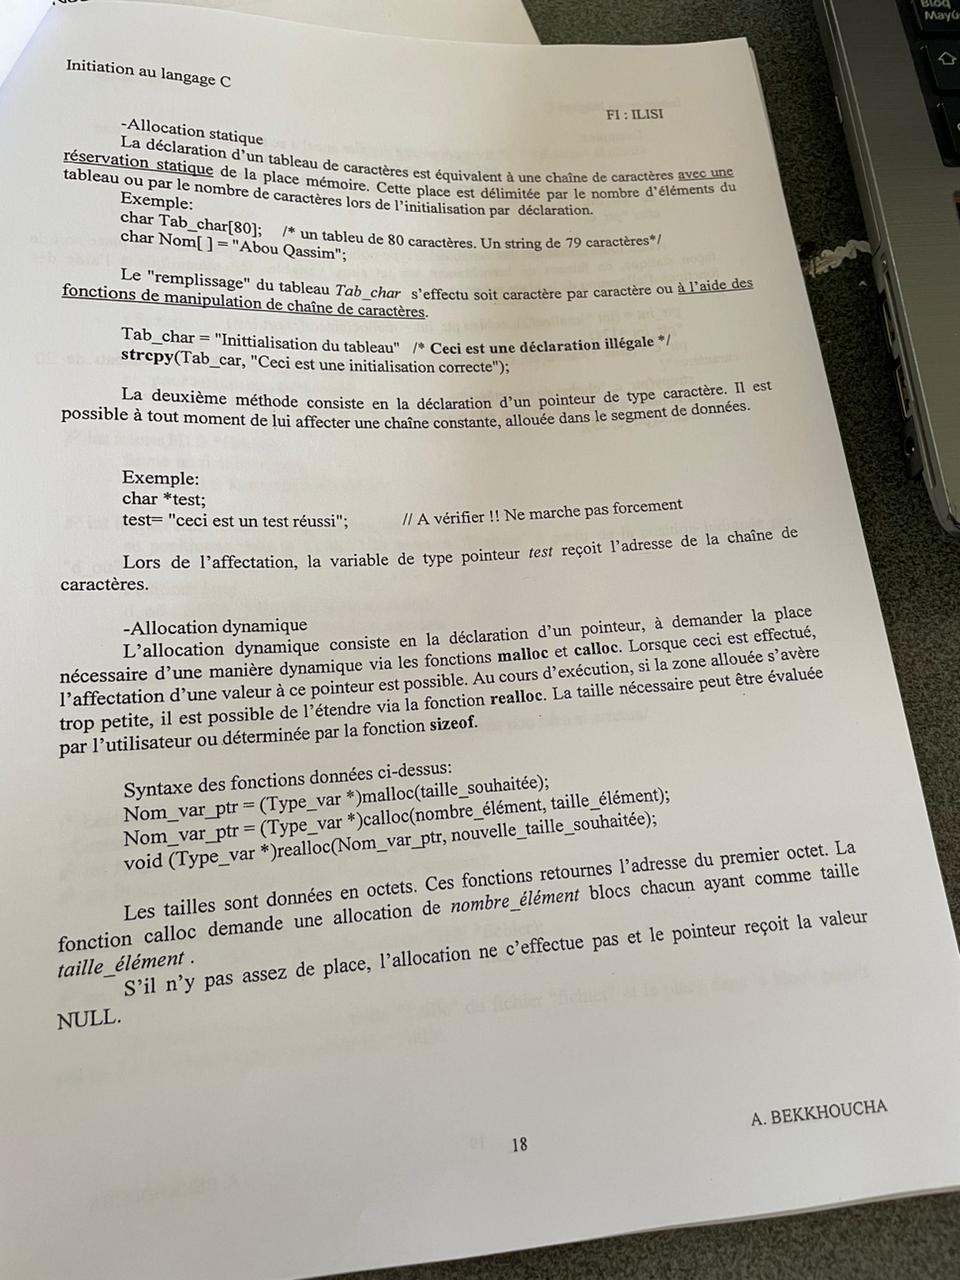 Initiation au langage C
FI : ILISI
-Allocation statique
La déclaration d'un tableau de caractères est équivalent à une chaîne de caractères avec une
réservation statique de la place mémoire. Cette place est délimitée par le nombre d'éléments du
tableau ou par le nombre de caractères lors de l'initialisation par déclaration.
Exemple:
char Tab_char[80]; /* un tableu de 80 caractères. Un string de 79 caractères*/
char Nom[ ] = "Abou Qassim";
Le "remplissage" du tableau Tab_char s'effectu soit caractère par caractère ou à l'aide des
fonctions de manipulation de chaîne de caractères.
Tab_char = "Inittialisation du tableau" /* Ceci est une déclaration illégale */
strcpy(Tab_car, "Ceci est une initialisation correcte");
La deuxième méthode consiste en la déclaration d'un pointeur de type caractère. Il est
possible à tout moment de lui affecter une chaîne constante, allouée dans le segment de données.
Exemple:
char *test;
test= "ceci est un test réussi"; // A vérifier !! Ne marche pas forcement
Lors de l'affectation, la variable de type pointeur test reçoit l'adresse de la chaîne de
caractères.
-Allocation dynamique
L'allocation dynamique consiste en la déclaration d'un pointeur, à demander la place
nécessaire d'une manière dynamique via les fonctions malloc et calloc. Lorsque ceci est effectué,
l'affectation d'une valeur à ce pointeur est possible. Au cours d'exécution, si la zone allouée s'avère
trop petite, il est possible de l'étendre via la fonction realloc. La taille nécessaire peut être évaluée
par l'utilisateur ou déterminée par la fonction sizeof.
Syntaxe des fonctions données ci-dessus:
Nom_var_ptr = (Type_var *)malloc(taille_souhaitée);
Nom_var_ptr = (Type_var *)calloc(nombre_élément, taille_élément);
void (Type_var *)realloc(Nom_var_ptr, nouvelle_taille_souhaitée);
Les tailles sont données en octets. Ces fonctions retournes l'adresse du premier octet. La
fonction calloc demande une allocation de nombre_élément blocs chacun ayant comme taille
taille_élément .
S'il n'y pas assez de place, l'allocation ne c'effectue pas et le pointeur reçoit la valeur
NULL.
A. BEKKHOUCHA
18
Bloq
Mayú